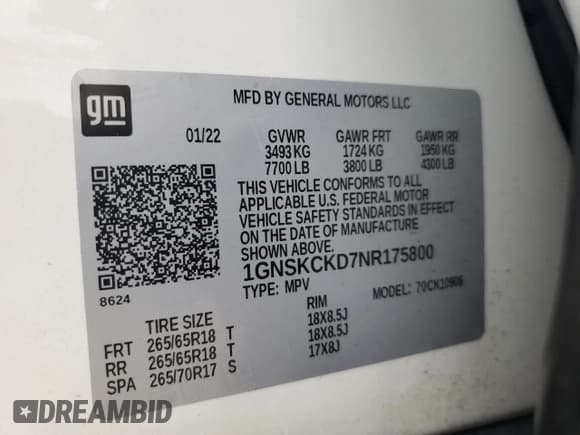 gm
MFD BY GENERAL MOTORS LLC
01/22 GVWR GAWR FRT GAWR RR
3493 KG 1724 KG 1950 KG
7700 LB 3800 LB 4300 LB
THIS VEHICLE CONFORMS TO ALL
APPLICABLE U.S. FEDERAL MOTOR
VEHICLE SAFETY STANDARDS IN EFFECT
ON THE DATE OF MANUFACTURE
SHOWN ABOVE.
1GNSKCKD7NR175800
TYPE: MPV MODEL: 70CK10906
8624
TIRE SIZE RIM
FRT 265/65R18 T 18X8.5J
RR 265/65R18 T 18X8.5J
SPA 265/70R17 S 17X8J
DREAMBID